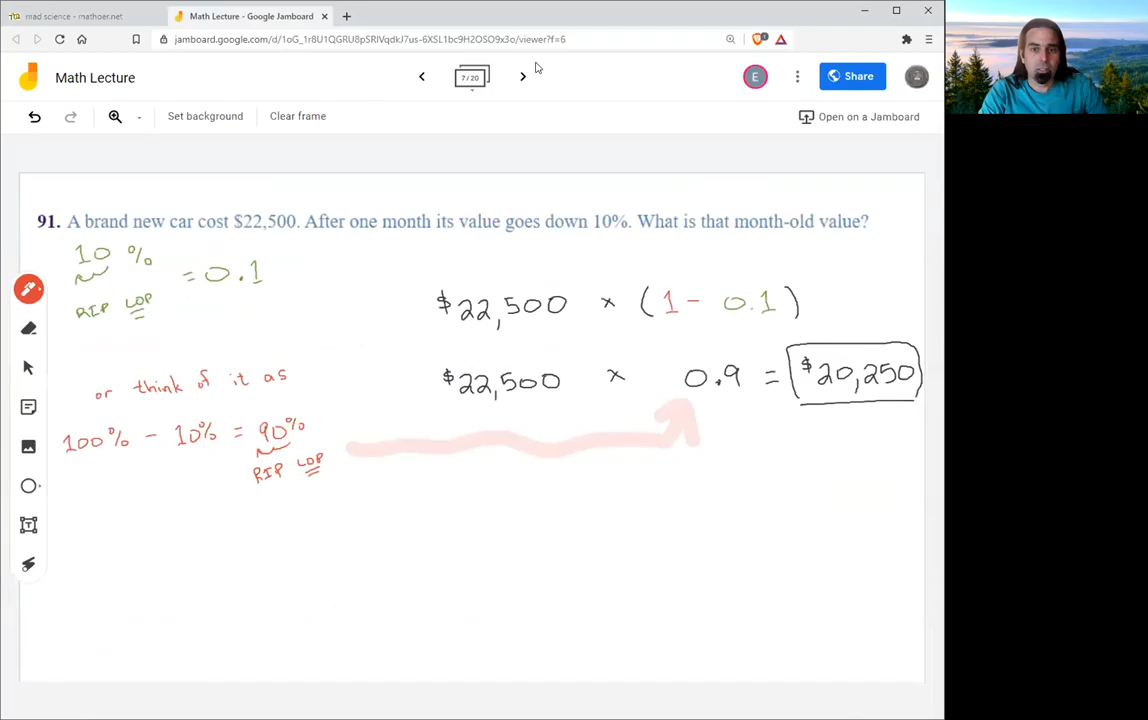 mad science - mathoer.net
Math Lecture - Google Jamboard
jamboard.google.com/d/1oG_1r8U1QGRU8pSRlVqdkJ7us-6XSL1bc9H2OSO9x3o/viewer?f=6
Math Lecture
7 / 20
E
Share
Set background
Clear frame
Open on a Jamboard
91. A brand new car cost $22,500. After one month its value goes down 10%. What is that month-old value?
10 % = 0.1
RIP LOP
$22,500 × (1 - 0.1)
or think of it as
$22,500 × 0.9 = $20,250
100% - 10% = 90%
RIP LOP